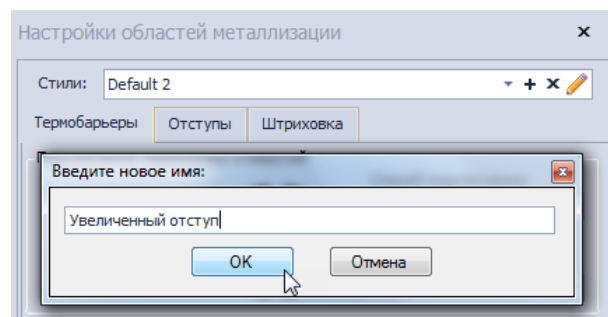 Настройки областей металлизации
Стили: Default 2
Термобарьеры Отступы Штриховка
Введите новое имя:
Увеличенный отступ
OK Отмена